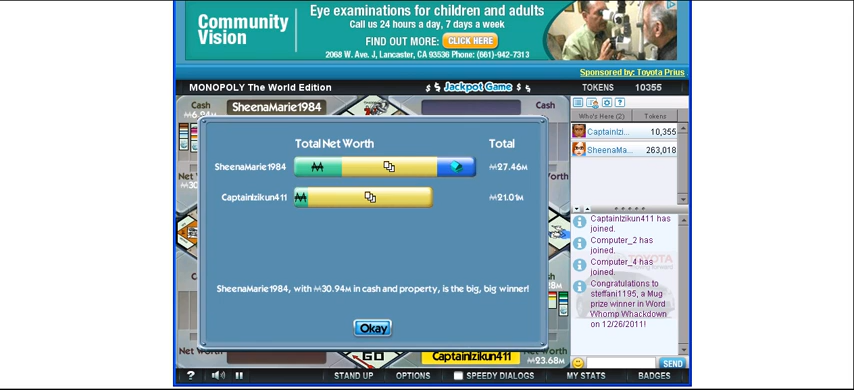 Community
Vision
Eye examinations for children and adults
Call us 24 hours a day, 7 days a week
FIND OUT MORE: CLICK HERE
2068 W. Ave. J, Lancaster, CA 93536 Phone: (661)-942-7313
Sponsored by: Toyota Prius
MONOPOLY The World Edition
$ $ Jackpot Game $ $
TOKENS 10355
Cash SheenaMarie1984 Cash
Who's Here (2) Tokens
CaptainIzi... 10,355
SheenaMa... 263,018
Total Net Worth Total
SheenaMarie1984 27.46M
CaptainIzikun411 21.01M
SheenaMarie1984, with 30.94M in cash and property, is the big, big winner!
Okay
Net Worth
CaptainIzikun411
Net Worth
23.68M
GO
CaptainIzikun411 has
joined.
Computer_2 has
joined.
Computer_4 has
joined.
TOYOTA
Congratulations to
steffani1195, a Mug
prize winner in Word
Whomp Whackdown
on 12/26/2011!
SEND
? STAND UP OPTIONS SPEEDY DIALOGS MY STATS BADGES